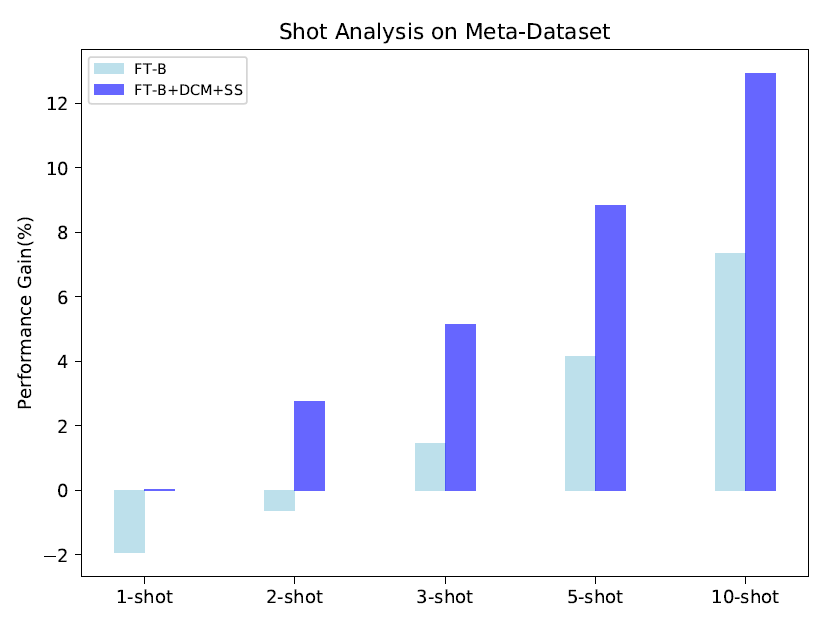 Shot Analysis on Meta-Dataset
FT-B
FT-B+DCM+SS
Performance Gain(%)
12
10
8
6
4
2
0
−2
1-shot 2-shot 3-shot 5-shot 10-shot